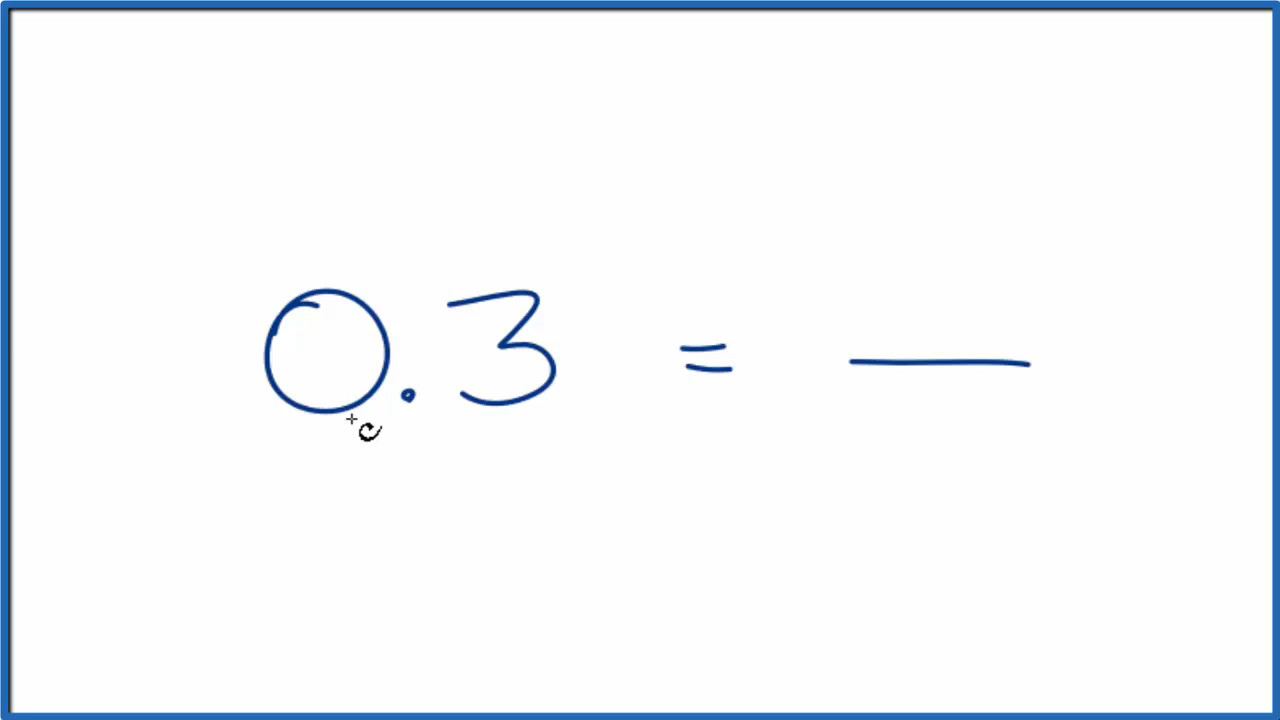 0.3 = —